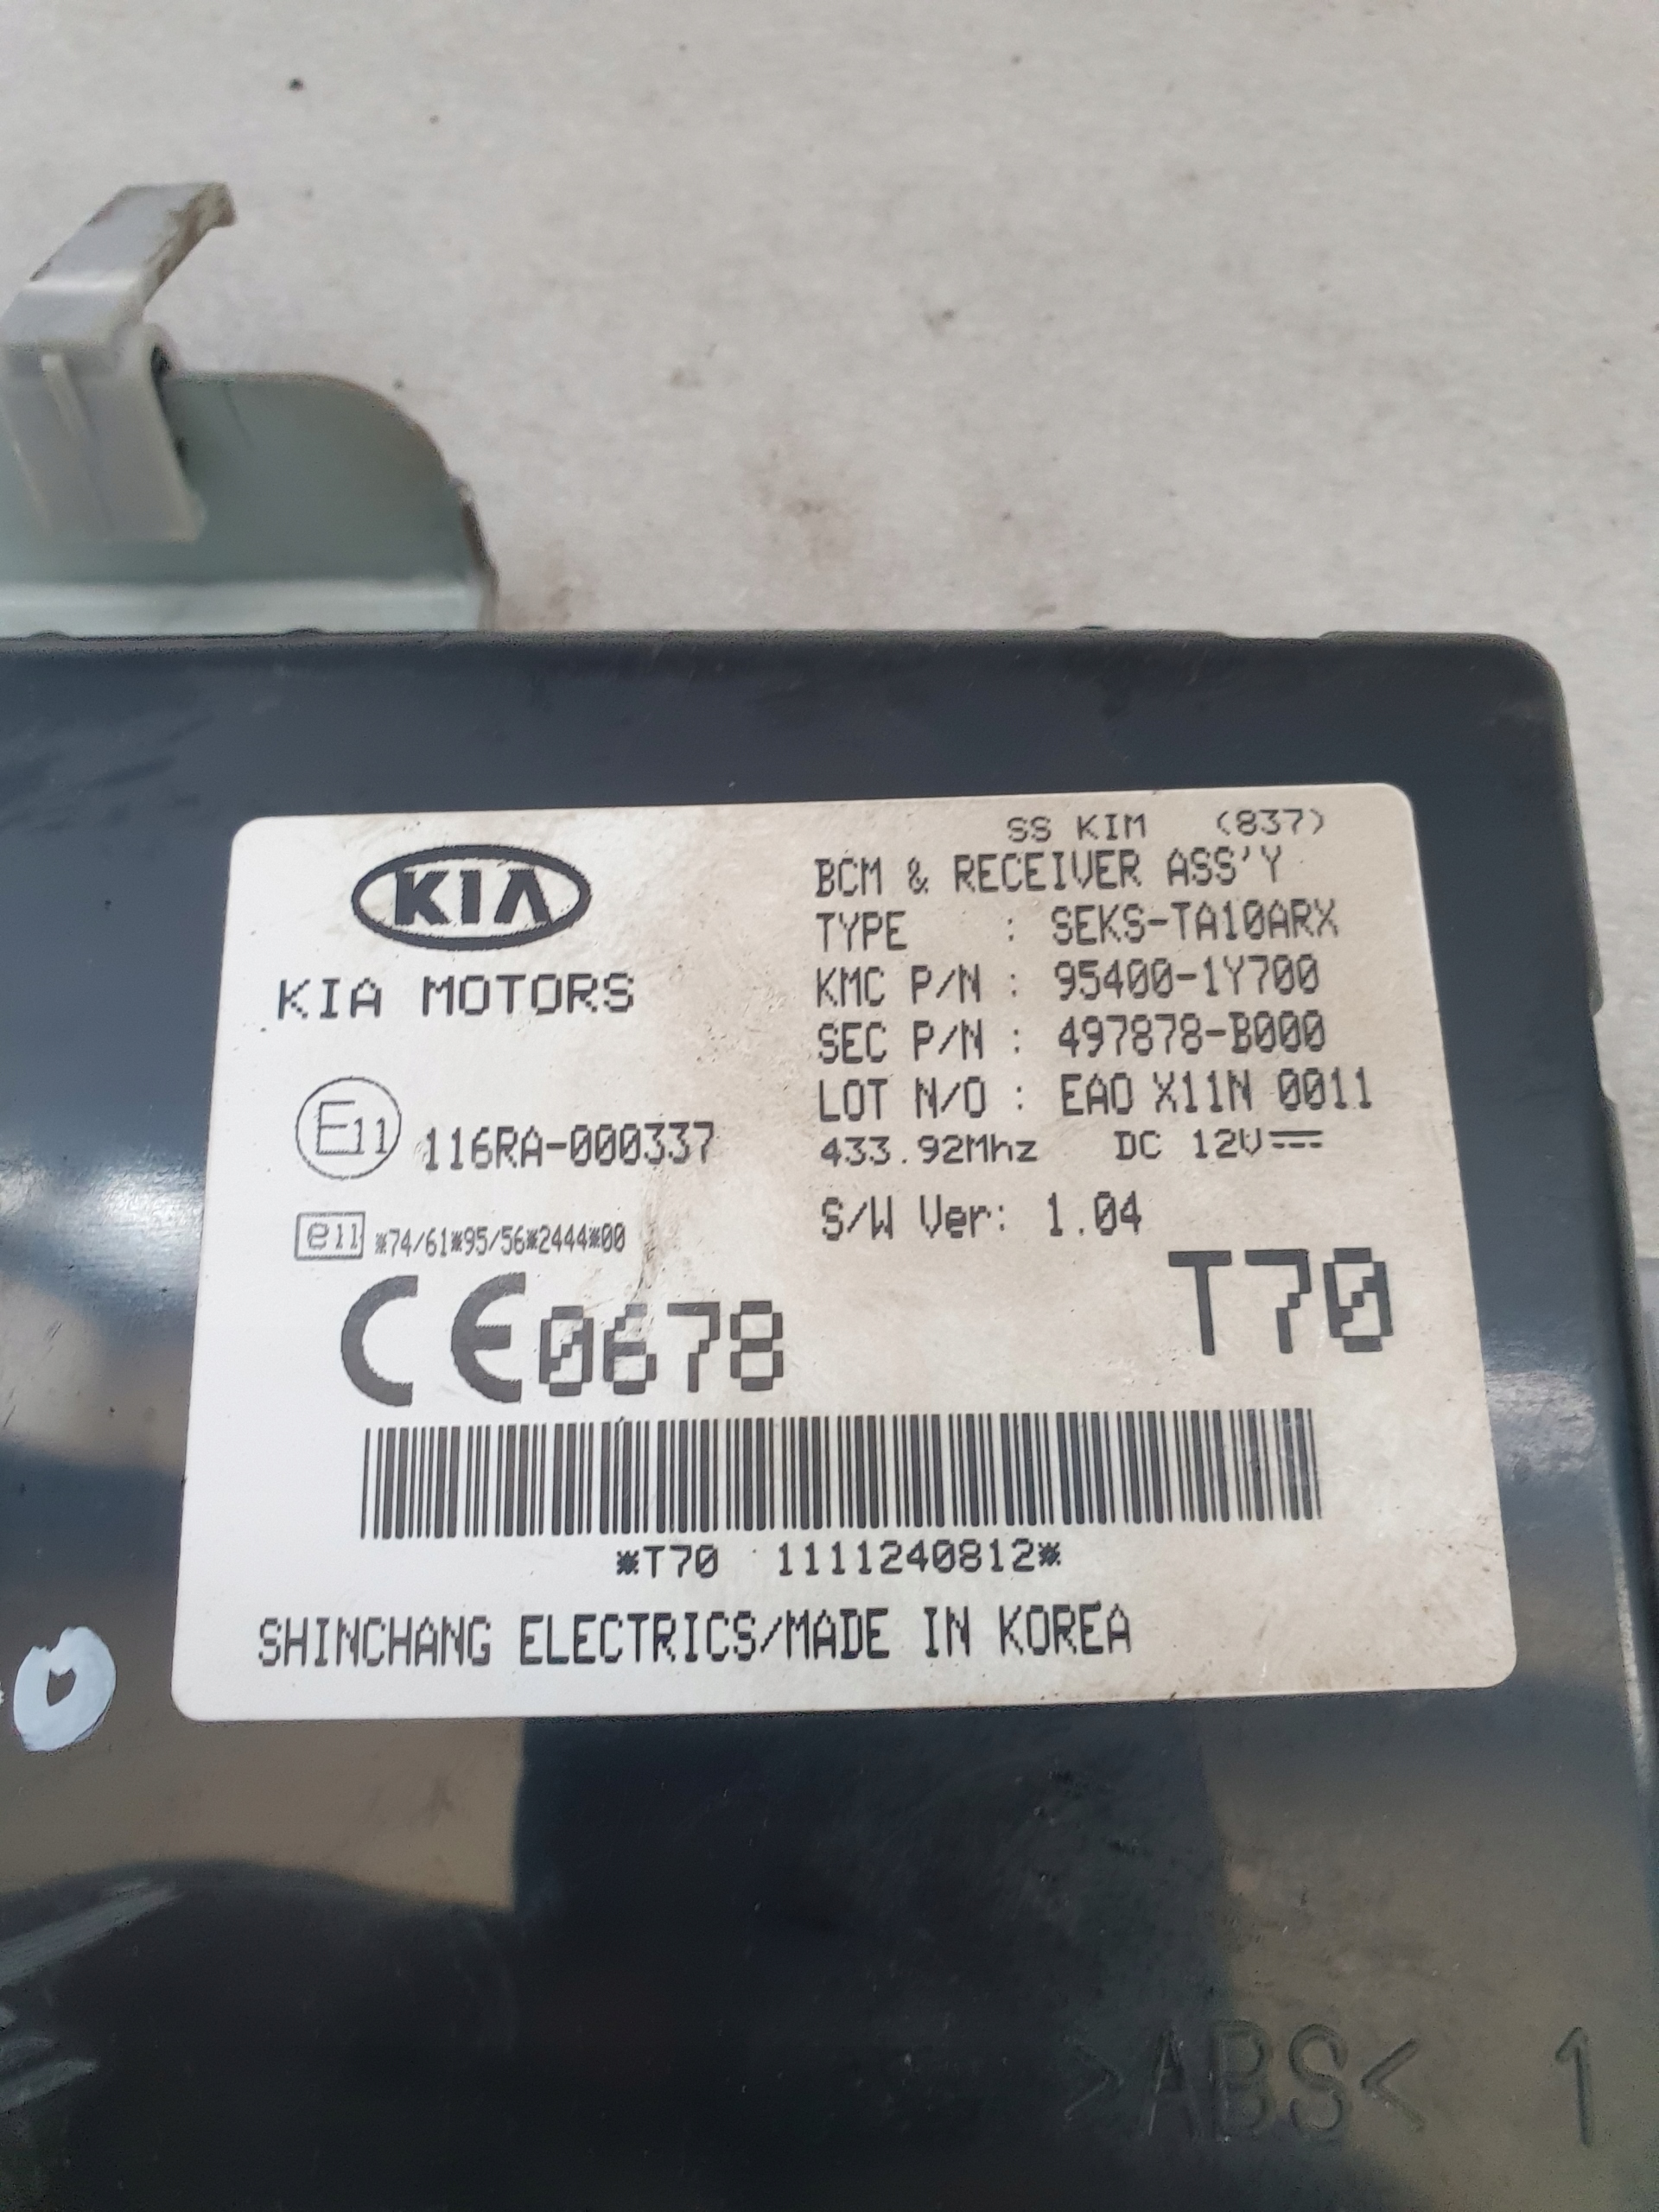 SS KIM (837)
BCM & RECEIVER ASS'Y
TYPE : SEKS-TA10ARX
KMC P/N : 95400-1Y700
SEC P/N : 497878-B000
LOT N/O : EAO X11N 0011
433.92Mhz DC 12V
S/W Ver: 1.04
T70
KIA
KIA MOTORS
E11 116RA-000337
e11 *74/61*95/56*2444*00
CE0678
*T70 1111240812*
SHINCHANG ELECTRICS/MADE IN KOREA
>ABS< 1